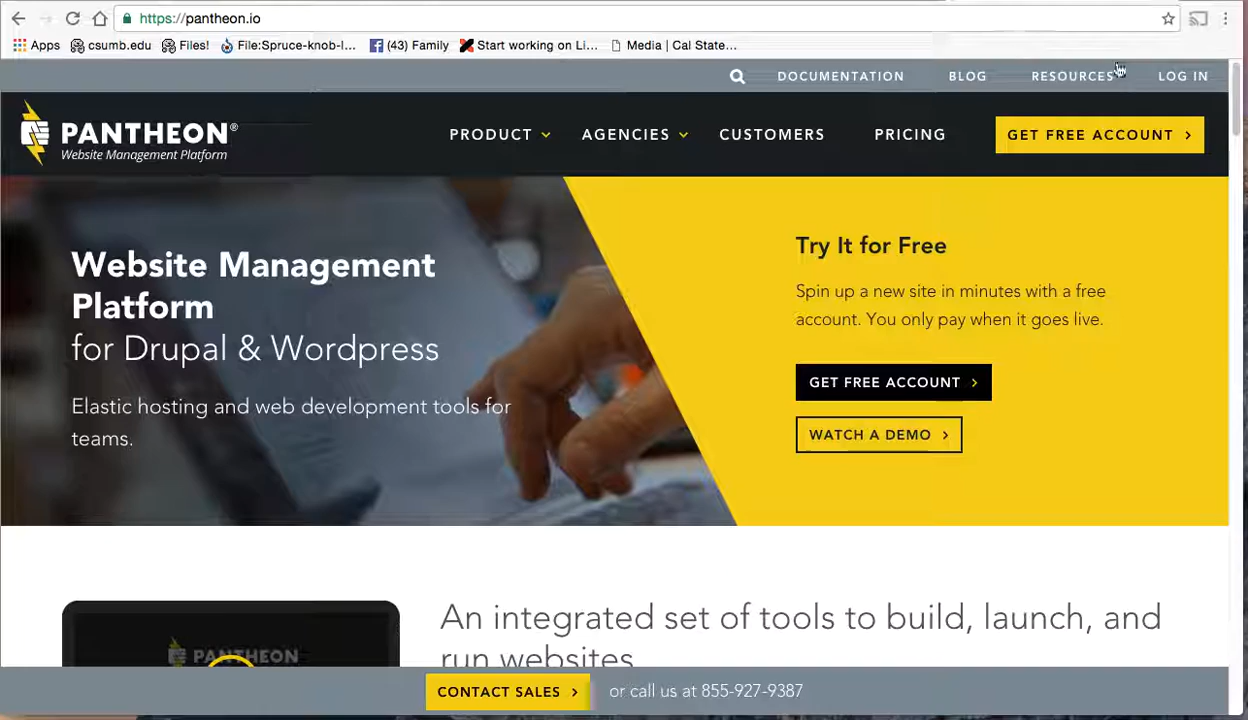 https://pantheon.io
Apps csumb.edu Files! File:Spruce-knob-l... (43) Family Start working on Li... Media | Cal State...
DOCUMENTATION BLOG RESOURCES LOG IN
PANTHEON®
Website Management Platform
PRODUCT AGENCIES CUSTOMERS PRICING GET FREE ACCOUNT
Website Management
Platform
for Drupal & Wordpress
Elastic hosting and web development tools for
teams.
Try It for Free
Spin up a new site in minutes with a free
account. You only pay when it goes live.
GET FREE ACCOUNT
WATCH A DEMO
PANTHEON
An integrated set of tools to build, launch, and
run websites
CONTACT SALES or call us at 855-927-9387